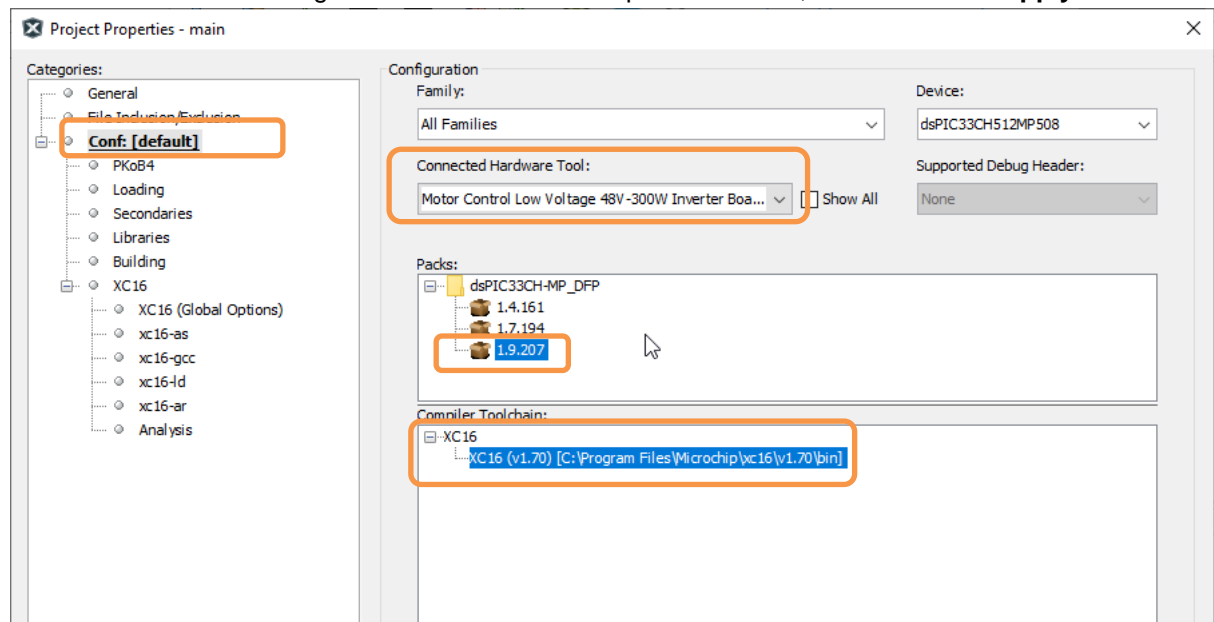 Project Properties - main
Categories:
General
File Inclusion/Exclusion
Conf: [default]
PKoB4
Loading
Secondaries
Libraries
Building
XC16
XC16 (Global Options)
xc16-as
xc16-gcc
xc16-ld
xc16-ar
Analysis
Configuration
Family:
Device:
All Families
dsPIC33CH512MP508
Connected Hardware Tool:
Supported Debug Header:
Motor Control Low Voltage 48V-300W Inverter Boa...
Show All
None
Packs:
dsPIC33CH-MP_DFP
1.4.161
1.7.194
1.9.207
Compiler Toolchain:
XC16
XC16 (v1.70) [C:\Program Files\Microchip\xc16\v1.70\bin]